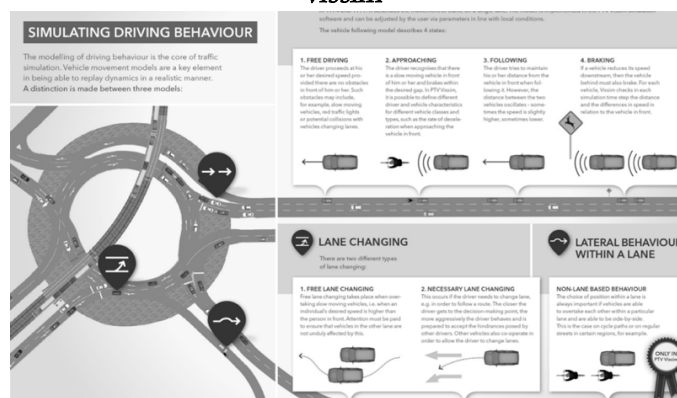 SIMULATING DRIVING BEHAVIOUR
The modelling of driving behaviour is the core of traffic
simulation. Vehicle movement models are a key element
in being able to replay dynamics in a realistic manner.
A distinction is made between three models:
software and can be adjusted by the user via parameters in line with local conditions.
The vehicle following model describes 4 states:
1. FREE DRIVING
The driver proceeds at his
or her desired speed pro-
vided there are no obstacles
in front of him or her. Such
obstacles may include,
for example, slow moving
vehicles, red traffic lights
or potential collisions with
vehicles changing lanes.
2. APPROACHING
The driver recognises that there
is a slow moving vehicle in front
of him or her and brakes within
the desired gap. In PTV Vissim,
it is possible to define different
driver and vehicle characteristics
for different vehicle classes and
types, such as the rate of decele-
ration when approaching the
vehicle in front.
3. FOLLOWING
The driver tries to maintain
his or her distance from the
vehicle in front when fol-
lowing it. However, the
distance between the two
vehicles oscillates - some-
times the speed is slightly
higher, sometimes lower.
4. BRAKING
If a vehicle reduces its speed
downstream, then the vehicle
behind must also brake. For each
vehicle, Vissim checks in each
simulation time step the distance
and the differences in speed in
relation to the vehicle in front.
LANE CHANGING
There are two different types
of lane changing:
1. FREE LANE CHANGING
Free lane changing takes place when over-
taking slow moving vehicles, i.e. when an
individual's desired speed is higher than
the person in front. Attention must be paid
to ensure that vehicles in the other lane are
not unduly affected by this.
2. NECESSARY LANE CHANGING
This occurs if the driver needs to change lane,
e.g. in order to follow a route. The closer the
driver gets to the decision-making point, the
more aggressively the driver behaves and is
prepared to accept the hindrances posed by
other drivers. Other vehicles also co-operate in
order to allow the driver to change lanes.
LATERAL BEHAVIOU
WITHIN A LANE
NON-LANE BASED BEHAVIOUR
The choice of position within a lane is
always important if vehicles are able
to overtake each other within a particular
lane and are able to be side-by-side.
This is the case on cycle paths or on regular
streets in certain regions, for example.
ONLY IN
PTV Vissim